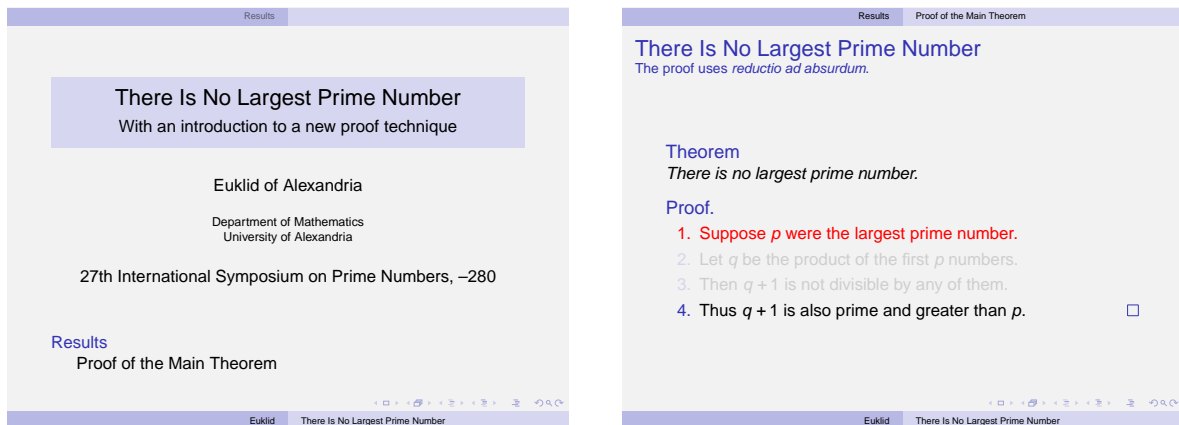 Results
There Is No Largest Prime Number
With an introduction to a new proof technique
Euklid of Alexandria
Department of Mathematics
University of Alexandria
27th International Symposium on Prime Numbers, –280
Results
Proof of the Main Theorem
Euklid There Is No Largest Prime Number
Results Proof of the Main Theorem
There Is No Largest Prime Number
The proof uses reductio ad absurdum.
Theorem
There is no largest prime number.
Proof.
1. Suppose p were the largest prime number.
2. Let q be the product of the first p numbers.
3. Then q + 1 is not divisible by any of them.
4. Thus q + 1 is also prime and greater than p. □
Euklid There Is No Largest Prime Number